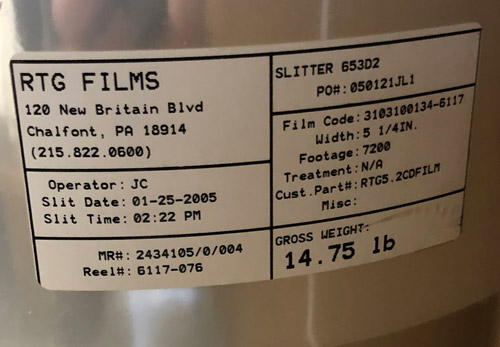 RTG FILMS
120 New Britain Blvd
Chalfont, PA 18914
(215.822.0600)
Operator: JC
Slit Date: 01-25-2005
Slit Time: 02:22 PM
MR#: 2434105/0/004
Reel#: 6117-076
SLITTER 653D2
PO#: 050121JL1
Film Code: 3103100134-6117
Width: 5 1/4IN.
Footage: 7200
Treatment: N/A
Cust.Part#: RTG5.2CDFILM
Misc:
GROSS WEIGHT:
14.75 lb